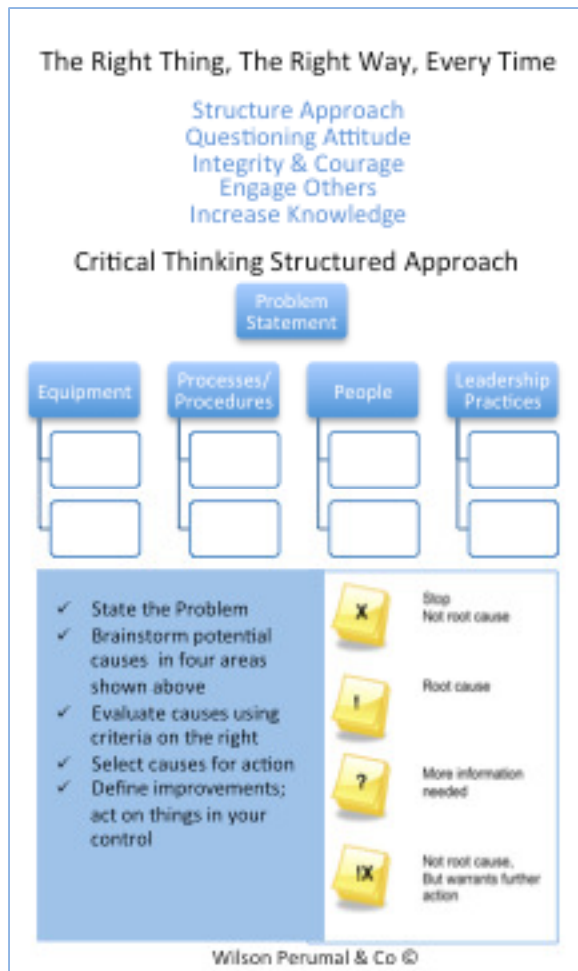 The Right Thing, The Right Way, Every Time
Structure Approach
Questioning Attitude
Integrity & Courage
Engage Others
Increase Knowledge
Critical Thinking Structured Approach
Problem
Statement
Equipment
Processes/
Procedures
People
Leadership
Practices
✓ State the Problem
✓ Brainstorm potential
causes in four areas
shown above
✓ Evaluate causes using
criteria on the right
✓ Select causes for action
✓ Define improvements;
act on things in your
control
X
Stop
Not root cause
!
Root cause
?
More information
needed
!X
Not root cause,
But warrants further
action
Wilson Perumal & Co ©